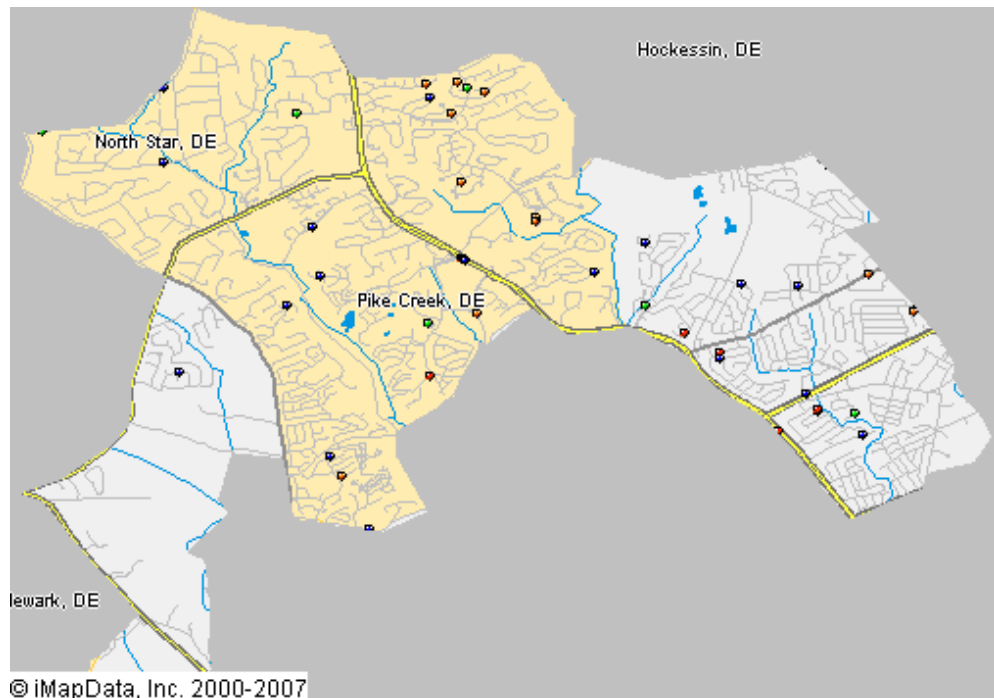 Hockessin, DE
North Star, DE
Pike Creek, DE
lewark, DE
© iMapData, Inc. 2000-2007